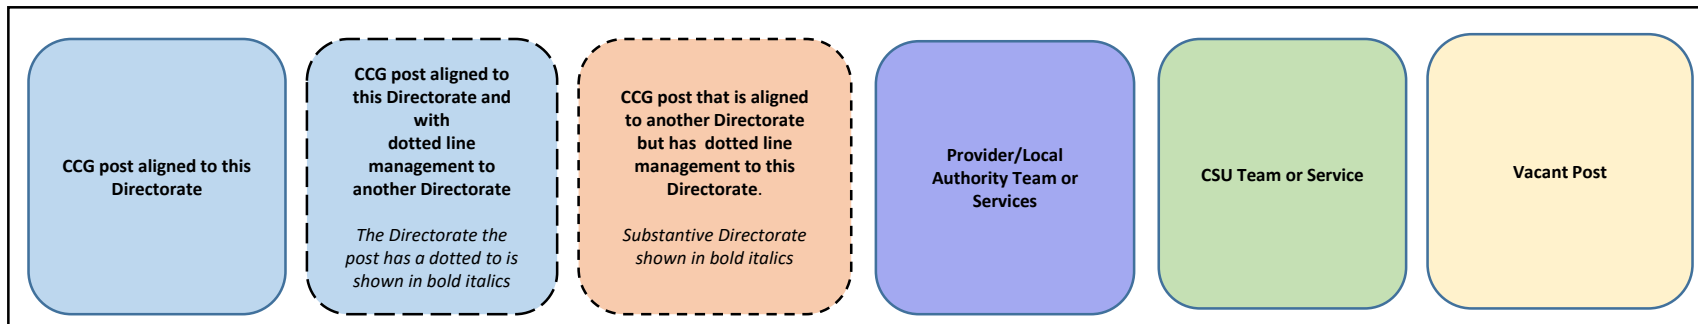 CCG post aligned to this
Directorate
CCG post aligned to
this Directorate and
with
dotted line
management to
another Directorate
The Directorate the
post has a dotted to is
shown in bold italics
CCG post that is aligned
to another Directorate
but has dotted line
management to this
Directorate.
Substantive Directorate
shown in bold italics
Provider/Local
Authority Team or
Services
CSU Team or Service
Vacant Post